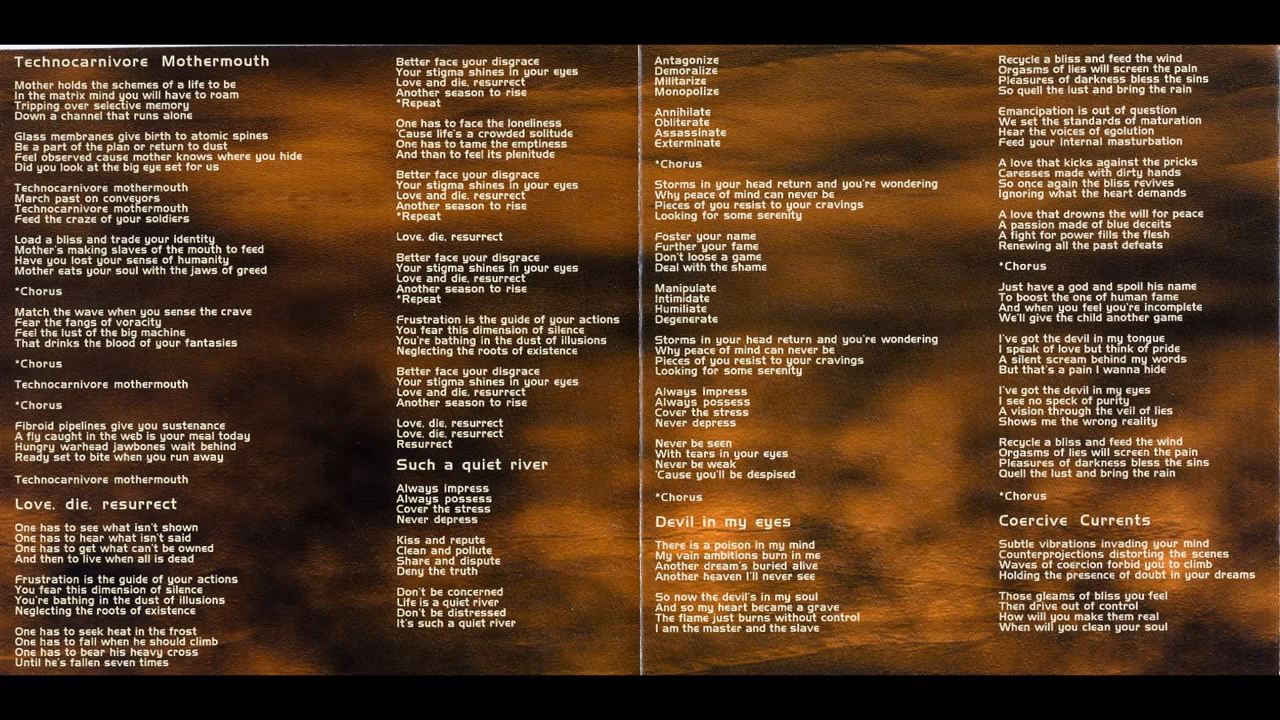 Technocarnivore Mothermouth
Mother holds the schemes of a life to be
In the matrix mind you will have to roam
Tripping over selective memory
Down a channel that runs alone
Glass membranes give birth to atomic spines
Be a part of the plan or return to dust
Feel observed cause mother knows where you hide
Did you look at the big eye set for us
Technocarnivore mothermouth
March past on conveyors
Technocarnivore mothermouth
Feed the craze of your soldiers
Load a bliss and trade your identity
Mother's making slaves of the mouth to feed
Have you lost your sense of humanity
Mother eats your soul with the jaws of greed
*Chorus
Match the wave when you sense the crave
Fear the fangs of voracity
Feel the lust of the big machine
That drinks the blood of your fantasies
*Chorus
Technocarnivore mothermouth
*Chorus
Fibroid pipelines give you sustenance
A fly caught in the web is your meal today
Hungry warhead jawbones wait behind
Ready set to bite when you run away
Technocarnivore mothermouth
Love, die, resurrect
One has to see what isn't shown
One has to hear what isn't said
One has to get what can't be owned
And then to live when all is dead
Frustration is the guide of your actions
You fear this dimension of silence
You're bathing in the dust of illusions
Neglecting the roots of existence
One has to seek heat in the frost
One has to fall when he should climb
One has to bear his heavy cross
Until he's fallen seven times
Better face your disgrace
Your stigma shines in your eyes
Love and die, resurrect
Another season to rise
*Repeat
One has to face the loneliness
'Cause life's a crowded solitude
One has to tame the emptiness
And than to feel its plenitude
Better face your disgrace
Your stigma shines in your eyes
Love and die, resurrect
Another season to rise
*Repeat
Love, die, resurrect
Better face your disgrace
Your stigma shines in your eyes
Love and die, resurrect
Another season to rise
*Repeat
Frustration is the guide of your actions
You fear this dimension of silence
You're bathing in the dust of illusions
Neglecting the roots of existence
Better face your disgrace
Your stigma shines in your eyes
Love and die, resurrect
Another season to rise
Love, die, resurrect
Love, die, resurrect
Resurrect
Such a quiet river
Always impress
Always possess
Cover the stress
Never depress
Kiss and repute
Clean and pollute
Share and dispute
Deny the truth
Don't be concerned
Life is a quiet river
Don't be distressed
It's such a quiet river
Antagonize
Demoralize
Militarize
Monopolize
Annihilate
Obliterate
Assassinate
Exterminate
*Chorus
Storms in your head return and you're wondering
Why peace of mind can never be
Pieces of you resist to your cravings
Looking for some serenity
Foster your name
Further your fame
Don't loose a game
Deal with the shame
Manipulate
Intimidate
Humiliate
Degenerate
Storms in your head return and you're wondering
Why peace of mind can never be
Pieces of you resist to your cravings
Looking for some serenity
Always impress
Always possess
Cover the stress
Never depress
Never be seen
With tears in your eyes
Never be weak
'Cause you'll be despised
*Chorus
Devil in my eyes
There is a poison in my mind
My vain ambitions burn in me
Another dream's buried alive
Another heaven I'll never see
So now the devil's in my soul
And so my heart became a grave
The flame just burns without control
I am the master and the slave
Recycle a bliss and feed the wind
Orgasms of lies will screen the pain
Pleasures of darkness bless the sins
So quell the lust and bring the rain
Emancipation is out of question
We set the standards of maturation
Hear the voices of egolution
Feed your internal masturbation
A love that kicks against the pricks
Caresses made with dirty hands
So once again the bliss revives
Ignoring what the heart demands
A love that drowns the will for peace
A passion made of blue deceits
A fight for power fills the flesh
Renewing all the past defeats
*Chorus
Just have a god and spoil his name
To boost the one of human fame
And when you feel you're incomplete
We'll give the child another game
I've got the devil in my tongue
I speak of love but think of pride
A silent scream behind my words
But that's a pain I wanna hide
I've got the devil in my eyes
I see no speck of purity
A vision through the veil of lies
Shows me the wrong reality
Recycle a bliss and feed the wind
Orgasms of lies will screen the pain
Pleasures of darkness bless the sins
Quell the lust and bring the rain
*Chorus
Coercive Currents
Subtle vibrations invading your mind
Counterprojections distorting the scenes
Waves of coercion forbid you to climb
Holding the presence of doubt in your dreams
Those gleams of bliss you feel
Then drive out of control
How will you make them real
When will you clean your soul